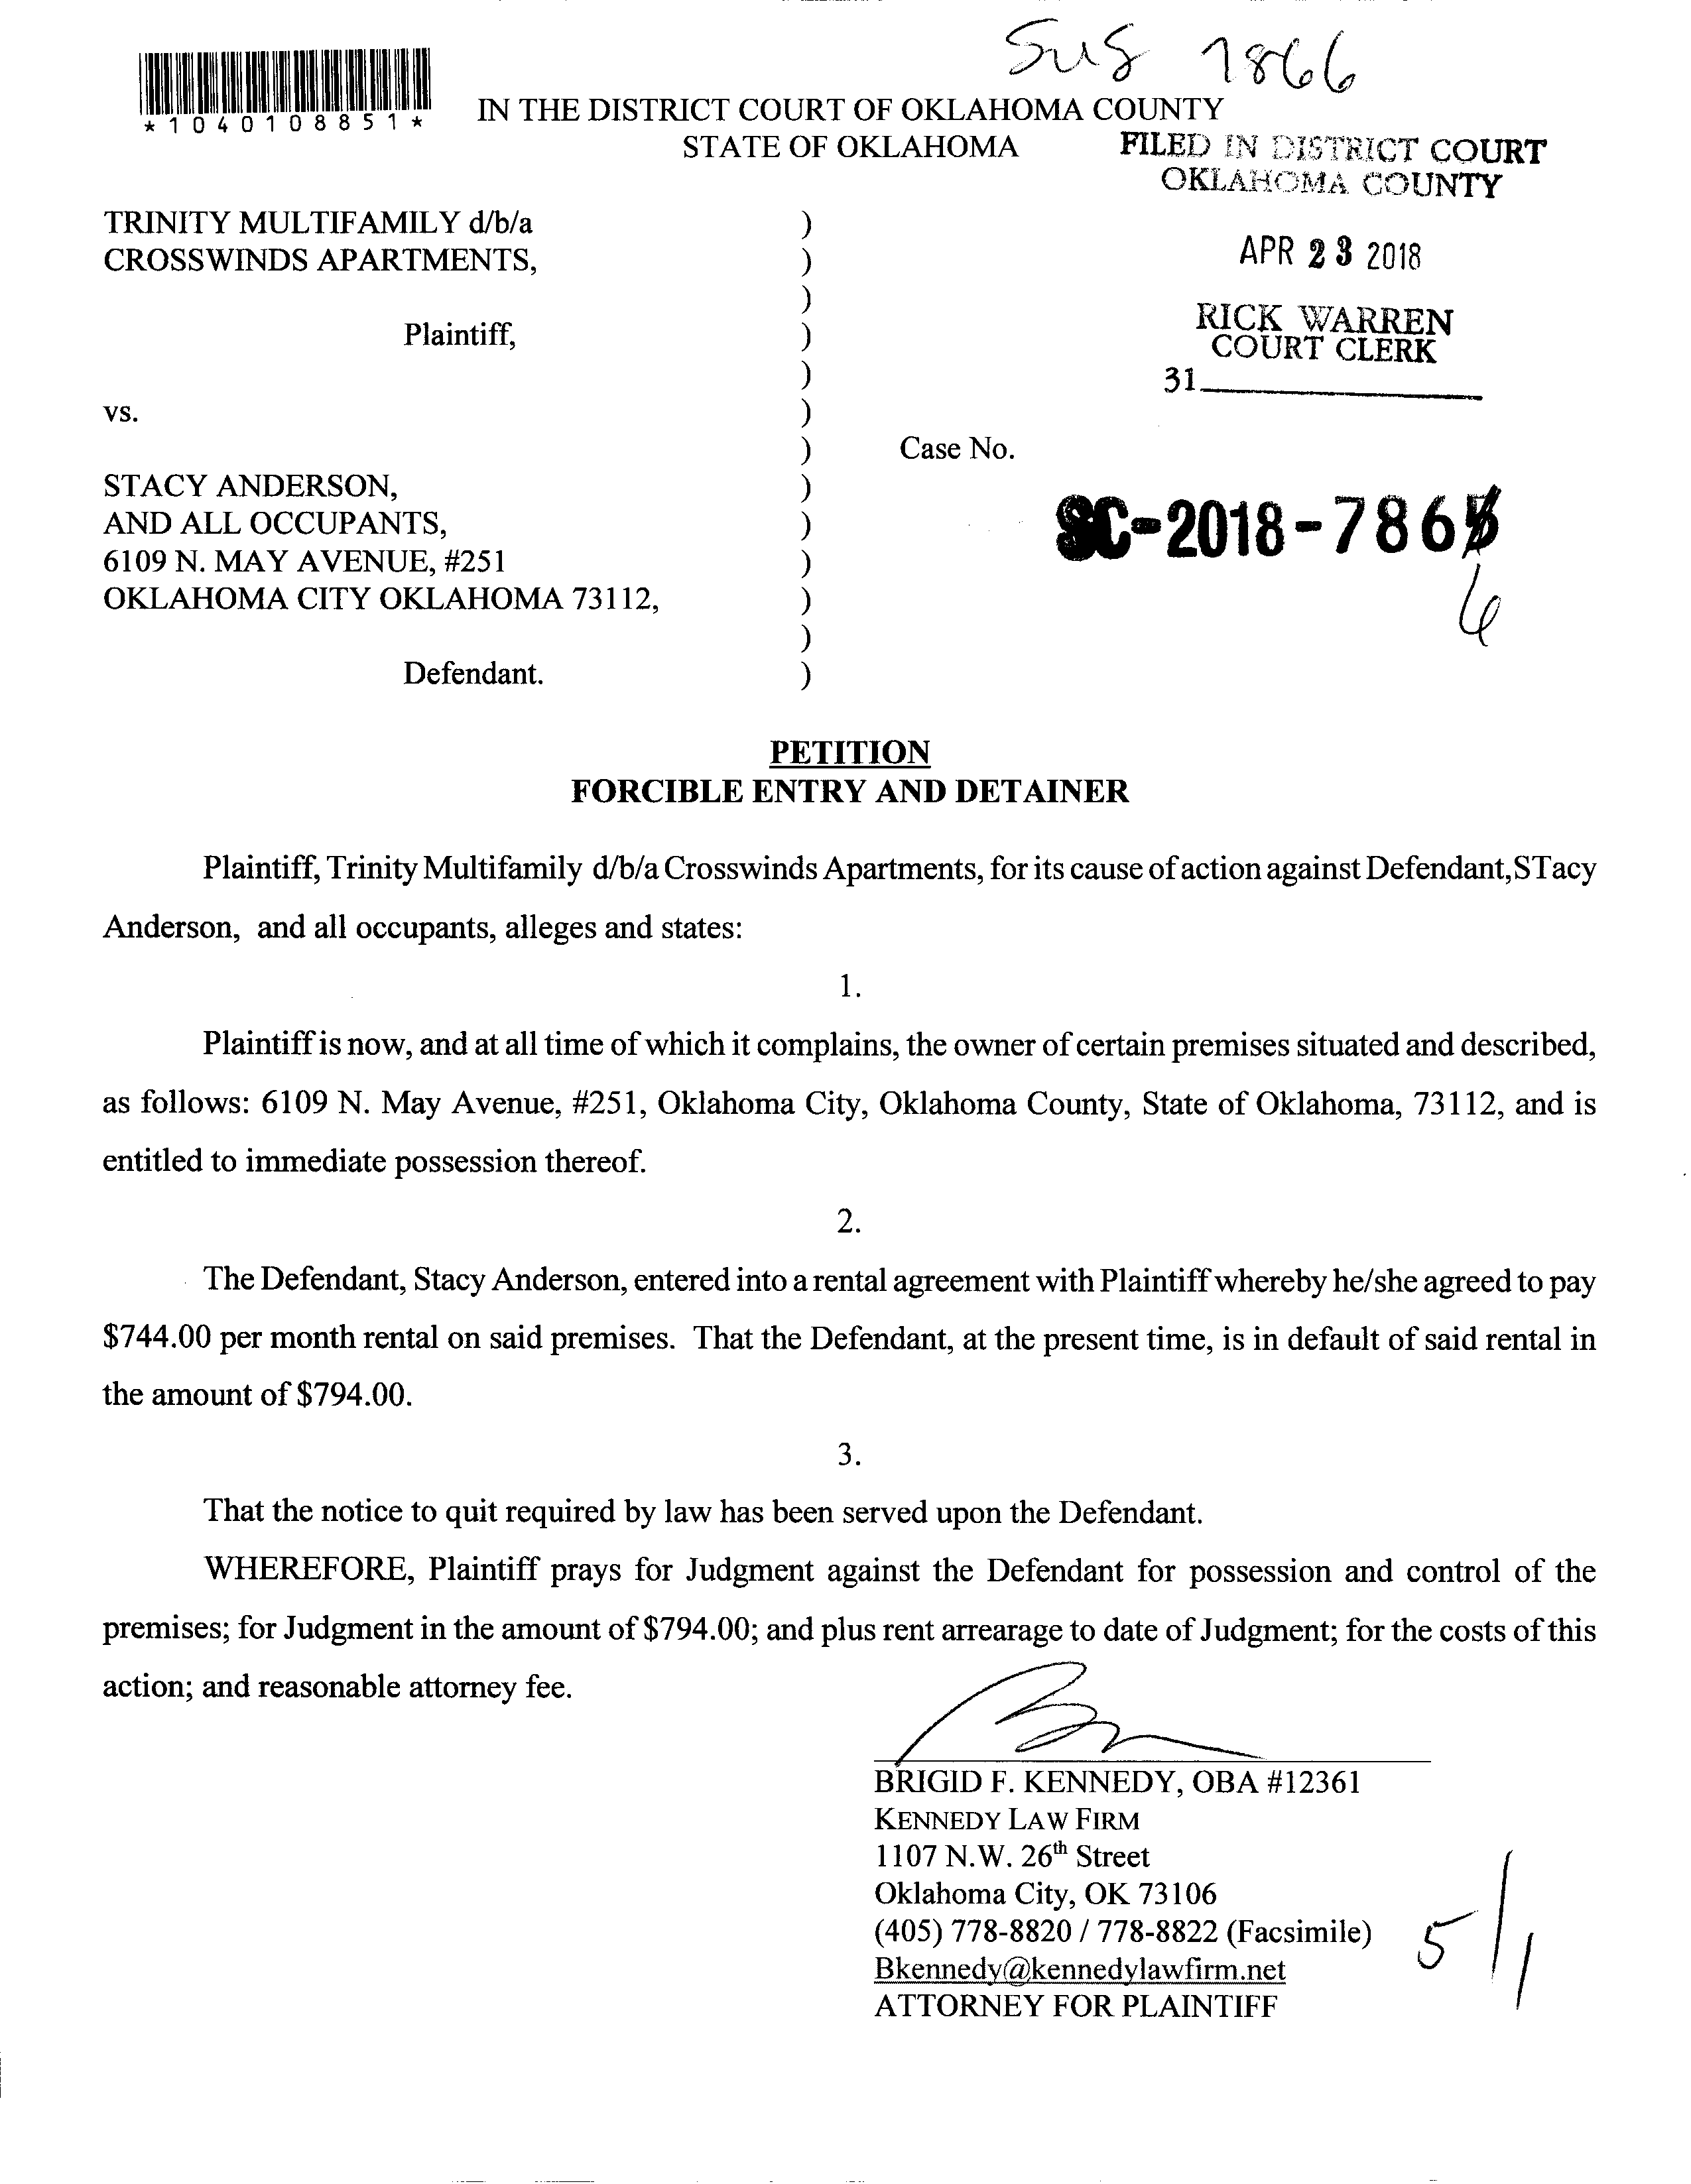 SUS 7866
*1040108851*
IN THE DISTRICT COURT OF OKLAHOMA COUNTY
STATE OF OKLAHOMA
FILED IN DISTRICT COURT
OKLAHOMA COUNTY
APR 23 2018
RICK WARREN
COURT CLERK
31
TRINITY MULTIFAMILY d/b/a )
CROSSWINDS APARTMENTS, )
)
Plaintiff, )
)
vs. )
) Case No.
STACY ANDERSON, )
AND ALL OCCUPANTS, ) SC-2018-786
6109 N. MAY AVENUE, #251 )
OKLAHOMA CITY OKLAHOMA 73112, ) 6
)
Defendant. )
PETITION
FORCIBLE ENTRY AND DETAINER
Plaintiff, Trinity Multifamily d/b/a Crosswinds Apartments, for its cause of action against Defendant, STacy
Anderson, and all occupants, alleges and states:
1.
Plaintiff is now, and at all time of which it complains, the owner of certain premises situated and described,
as follows: 6109 N. May Avenue, #251, Oklahoma City, Oklahoma County, State of Oklahoma, 73112, and is
entitled to immediate possession thereof.
2.
The Defendant, Stacy Anderson, entered into a rental agreement with Plaintiff whereby he/she agreed to pay
$744.00 per month rental on said premises. That the Defendant, at the present time, is in default of said rental in
the amount of $794.00.
3.
That the notice to quit required by law has been served upon the Defendant.
WHEREFORE, Plaintiff prays for Judgment against the Defendant for possession and control of the
premises; for Judgment in the amount of $794.00; and plus rent arrearage to date of Judgment; for the costs of this
action; and reasonable attorney fee.
BRIGID F. KENNEDY, OBA #12361
KENNEDY LAW FIRM
1107 N.W. 26th Street
Oklahoma City, OK 73106
(405) 778-8820 / 778-8822 (Facsimile)
Bkennedy@kennedylawfirm.net
ATTORNEY FOR PLAINTIFF
5/1